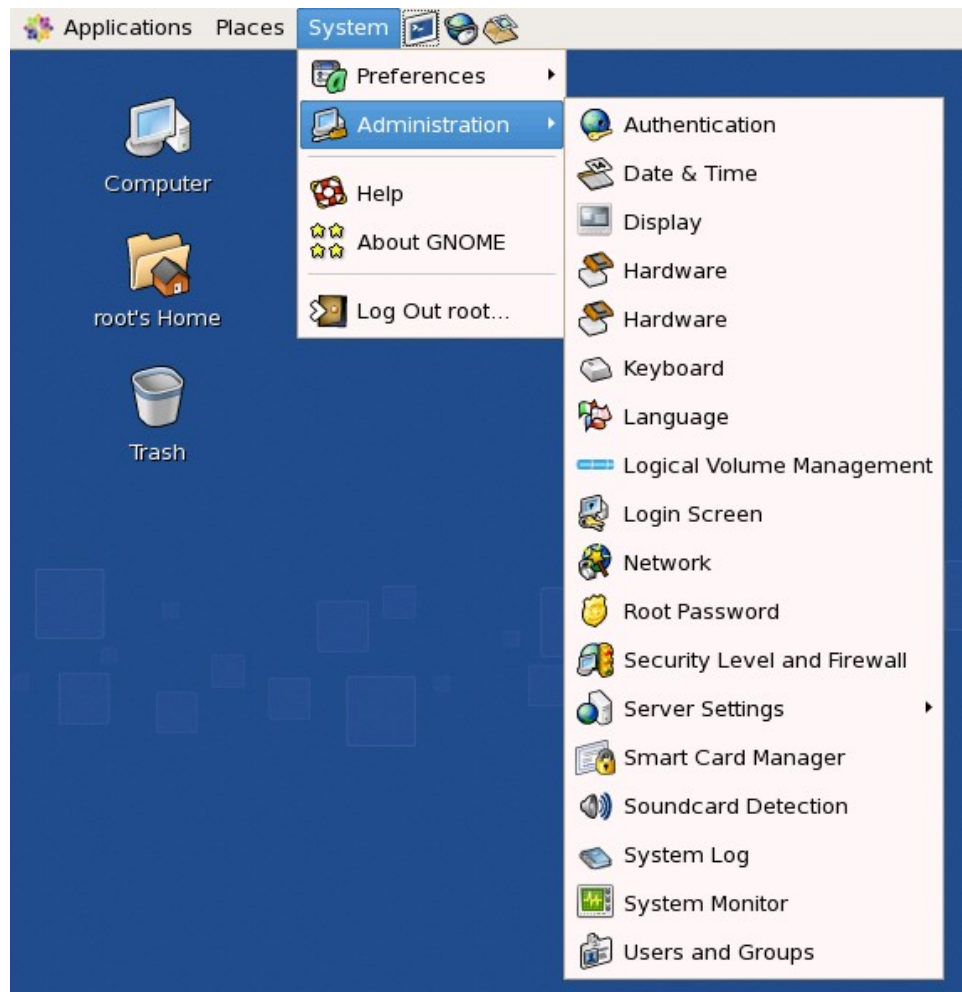 Applications Places System
Preferences
Administration
Help
About GNOME
Log Out root...
Computer
root's Home
Trash
Authentication
Date & Time
Display
Hardware
Hardware
Keyboard
Language
Logical Volume Management
Login Screen
Network
Root Password
Security Level and Firewall
Server Settings
Smart Card Manager
Soundcard Detection
System Log
System Monitor
Users and Groups